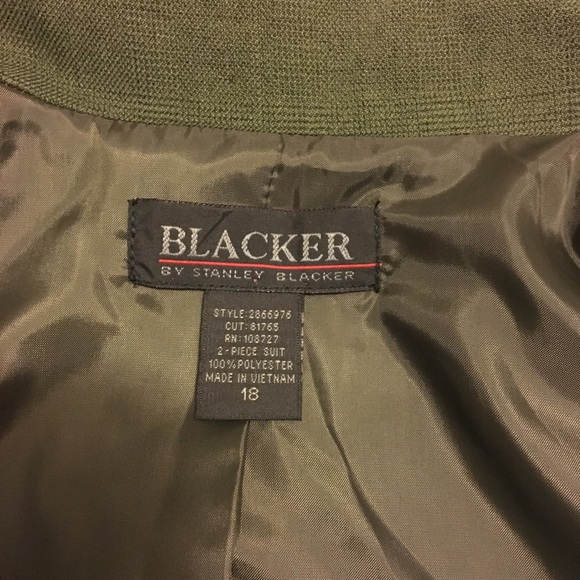 BLACKER
BY STANLEY BLACKER
STYLE:2866976
CUT:81765
RN:108727
2-PIECE SUIT
100%POLYESTER
MADE IN VIETNAM
18